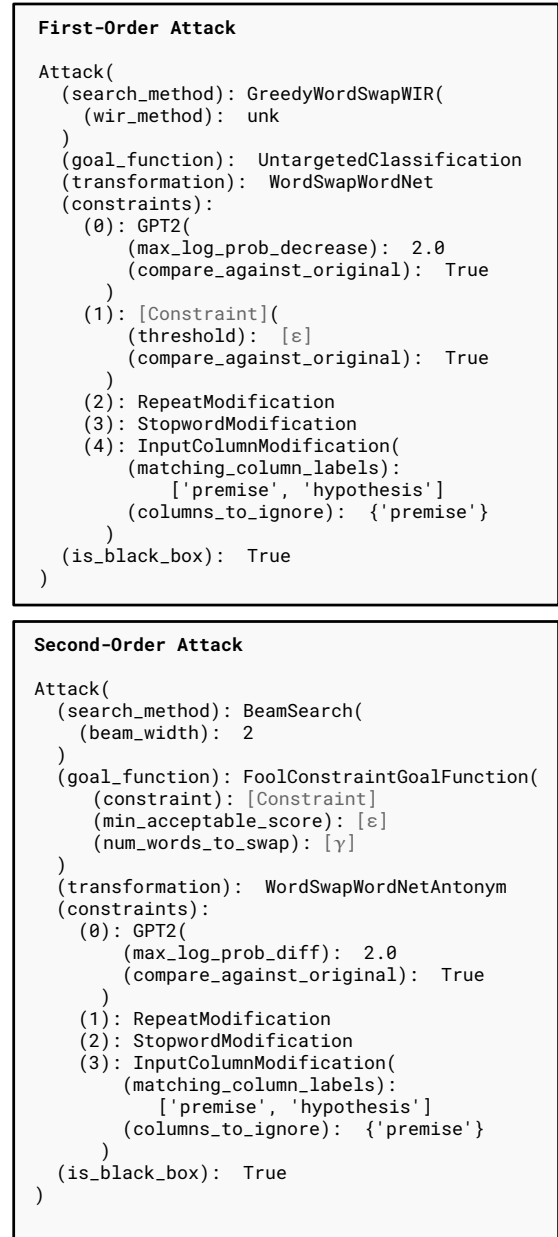 First-Order Attack
Attack(
(search_method): GreedyWordSwapWIR(
(wir_method): unk
)
(goal_function): UntargetedClassification
(transformation): WordSwapWordNet
(constraints):
(0): GPT2(
(max_log_prob_decrease): 2.0
(compare_against_original): True
)
(1): [Constraint](
(threshold): [ε]
(compare_against_original): True
)
(2): RepeatModification
(3): StopwordModification
(4): InputColumnModification(
(matching_column_labels):
['premise', 'hypothesis']
(columns_to_ignore): {'premise'}
)
(is_black_box): True
)
Second-Order Attack
Attack(
(search_method): BeamSearch(
(beam_width): 2
)
(goal_function): FoolConstraintGoalFunction(
(constraint): [Constraint]
(min_acceptable_score): [ε]
(num_words_to_swap): [γ]
)
(transformation): WordSwapWordNetAntonym
(constraints):
(0): GPT2(
(max_log_prob_diff): 2.0
(compare_against_original): True
)
(1): RepeatModification
(2): StopwordModification
(3): InputColumnModification(
(matching_column_labels):
['premise', 'hypothesis']
(columns_to_ignore): {'premise'}
)
(is_black_box): True
)